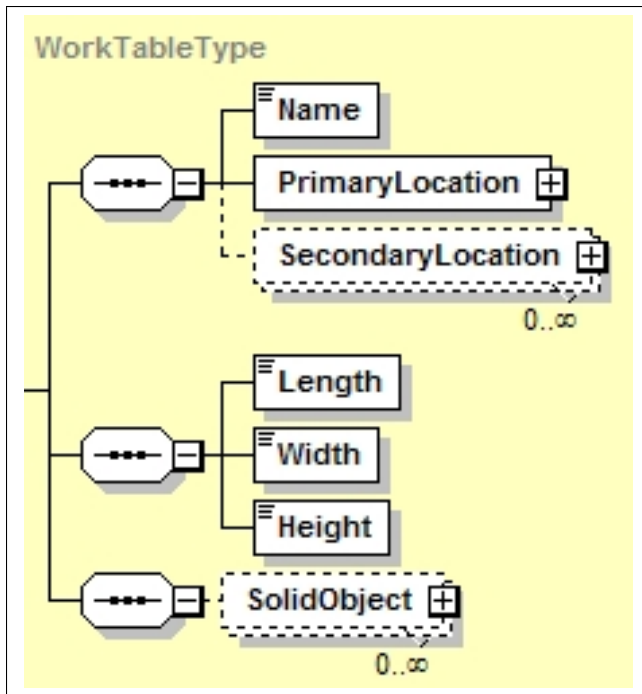 WorkTableType
Name
PrimaryLocation
SecondaryLocation
0..∞
Length
Width
Height
SolidObject
0..∞